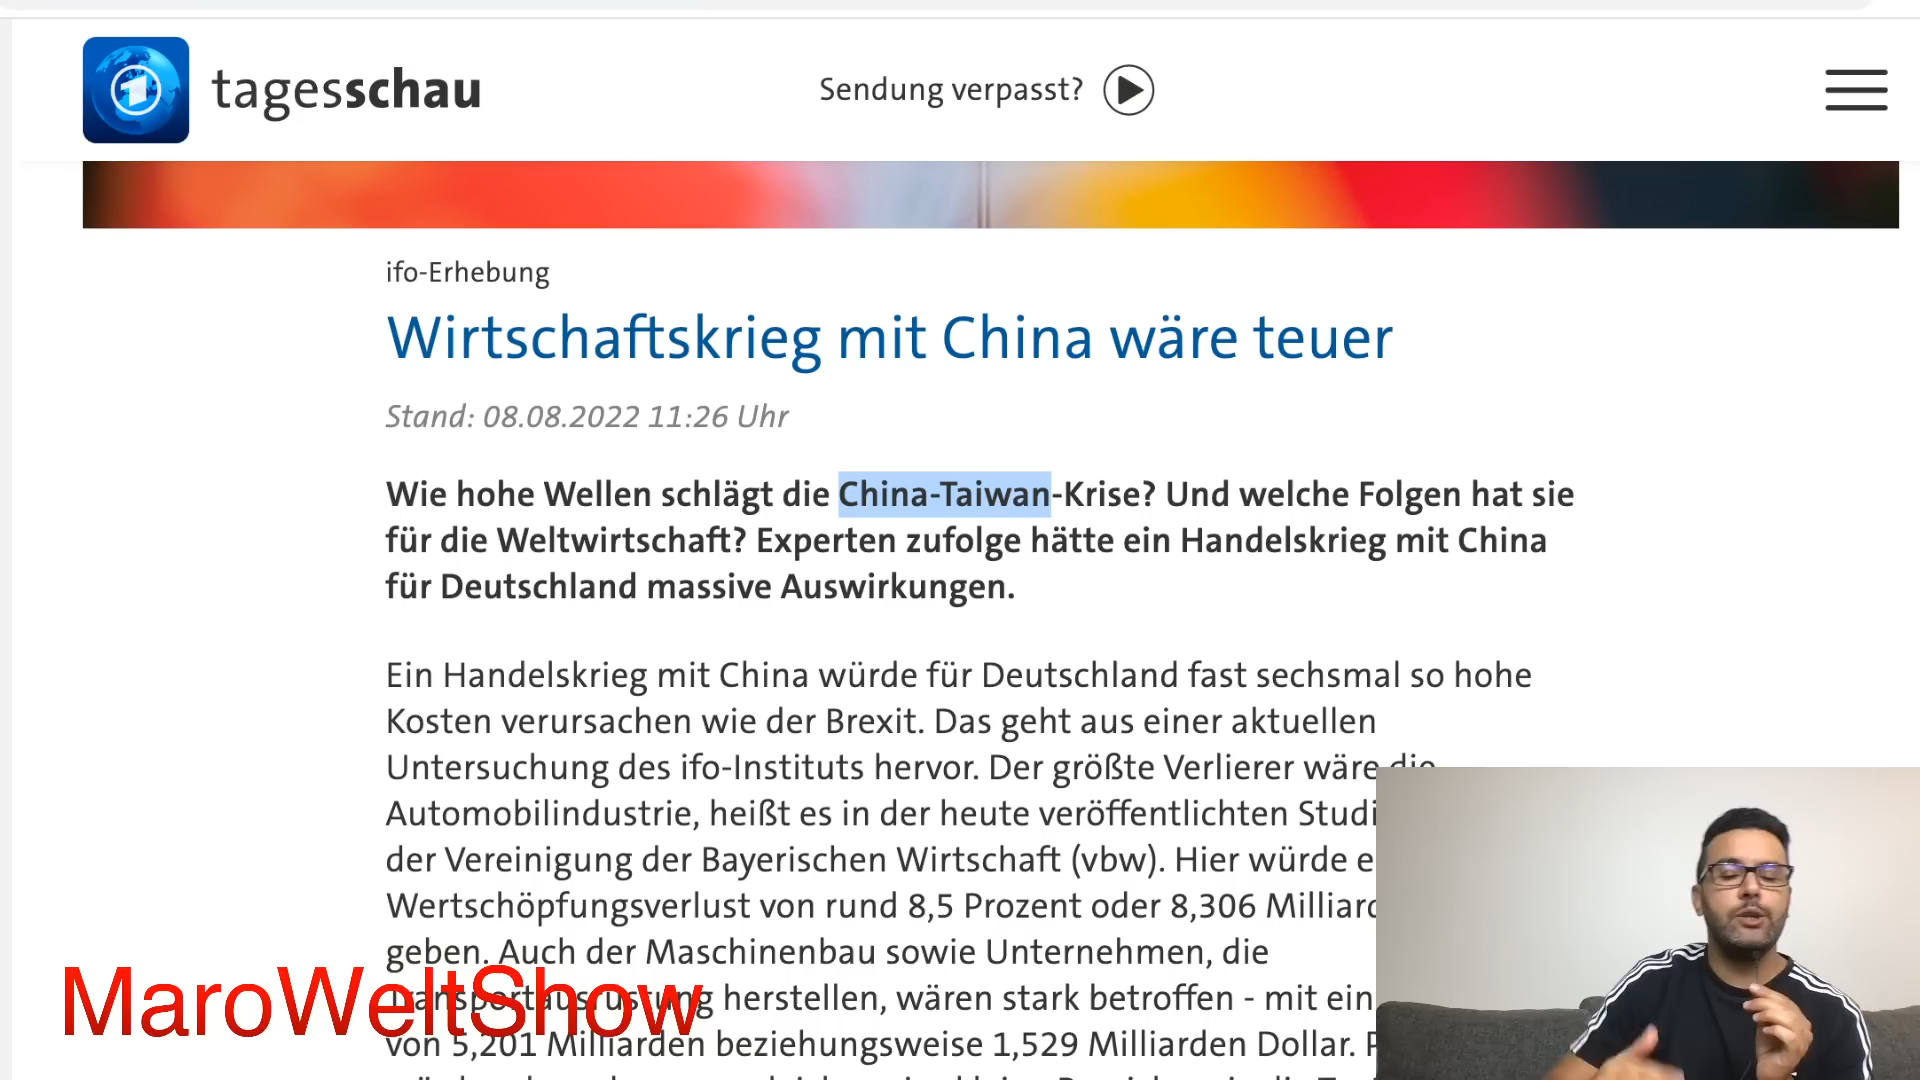 tagesschau
Sendung verpasst?
ifo-Erhebung
Wirtschaftskrieg mit China wäre teuer
Stand: 08.08.2022 11:26 Uhr
Wie hohe Wellen schlägt die China-Taiwan-Krise? Und welche Folgen hat sie
für die Weltwirtschaft? Experten zufolge hätte ein Handelskrieg mit China
für Deutschland massive Auswirkungen.
Ein Handelskrieg mit China würde für Deutschland fast sechsmal so hohe
Kosten verursachen wie der Brexit. Das geht aus einer aktuellen
Untersuchung des ifo-Instituts hervor. Der größte Verlierer wäre die
Automobilindustrie, heißt es in der heute veröffentlichten
der Vereinigung der Bayerischen Wirtschaft (vbw). Hier würde
Wertschöpfungsverlust von rund 8,5 Prozent oder 8,306
geben. Auch der Maschinenbau sowie Unternehmen, die
Transportausrüstung herstellen, wären stark betroffen - mit
von 5,201 Milliarden beziehungsweise 1,529 Milliarden Dollar.
MaroWeltShow